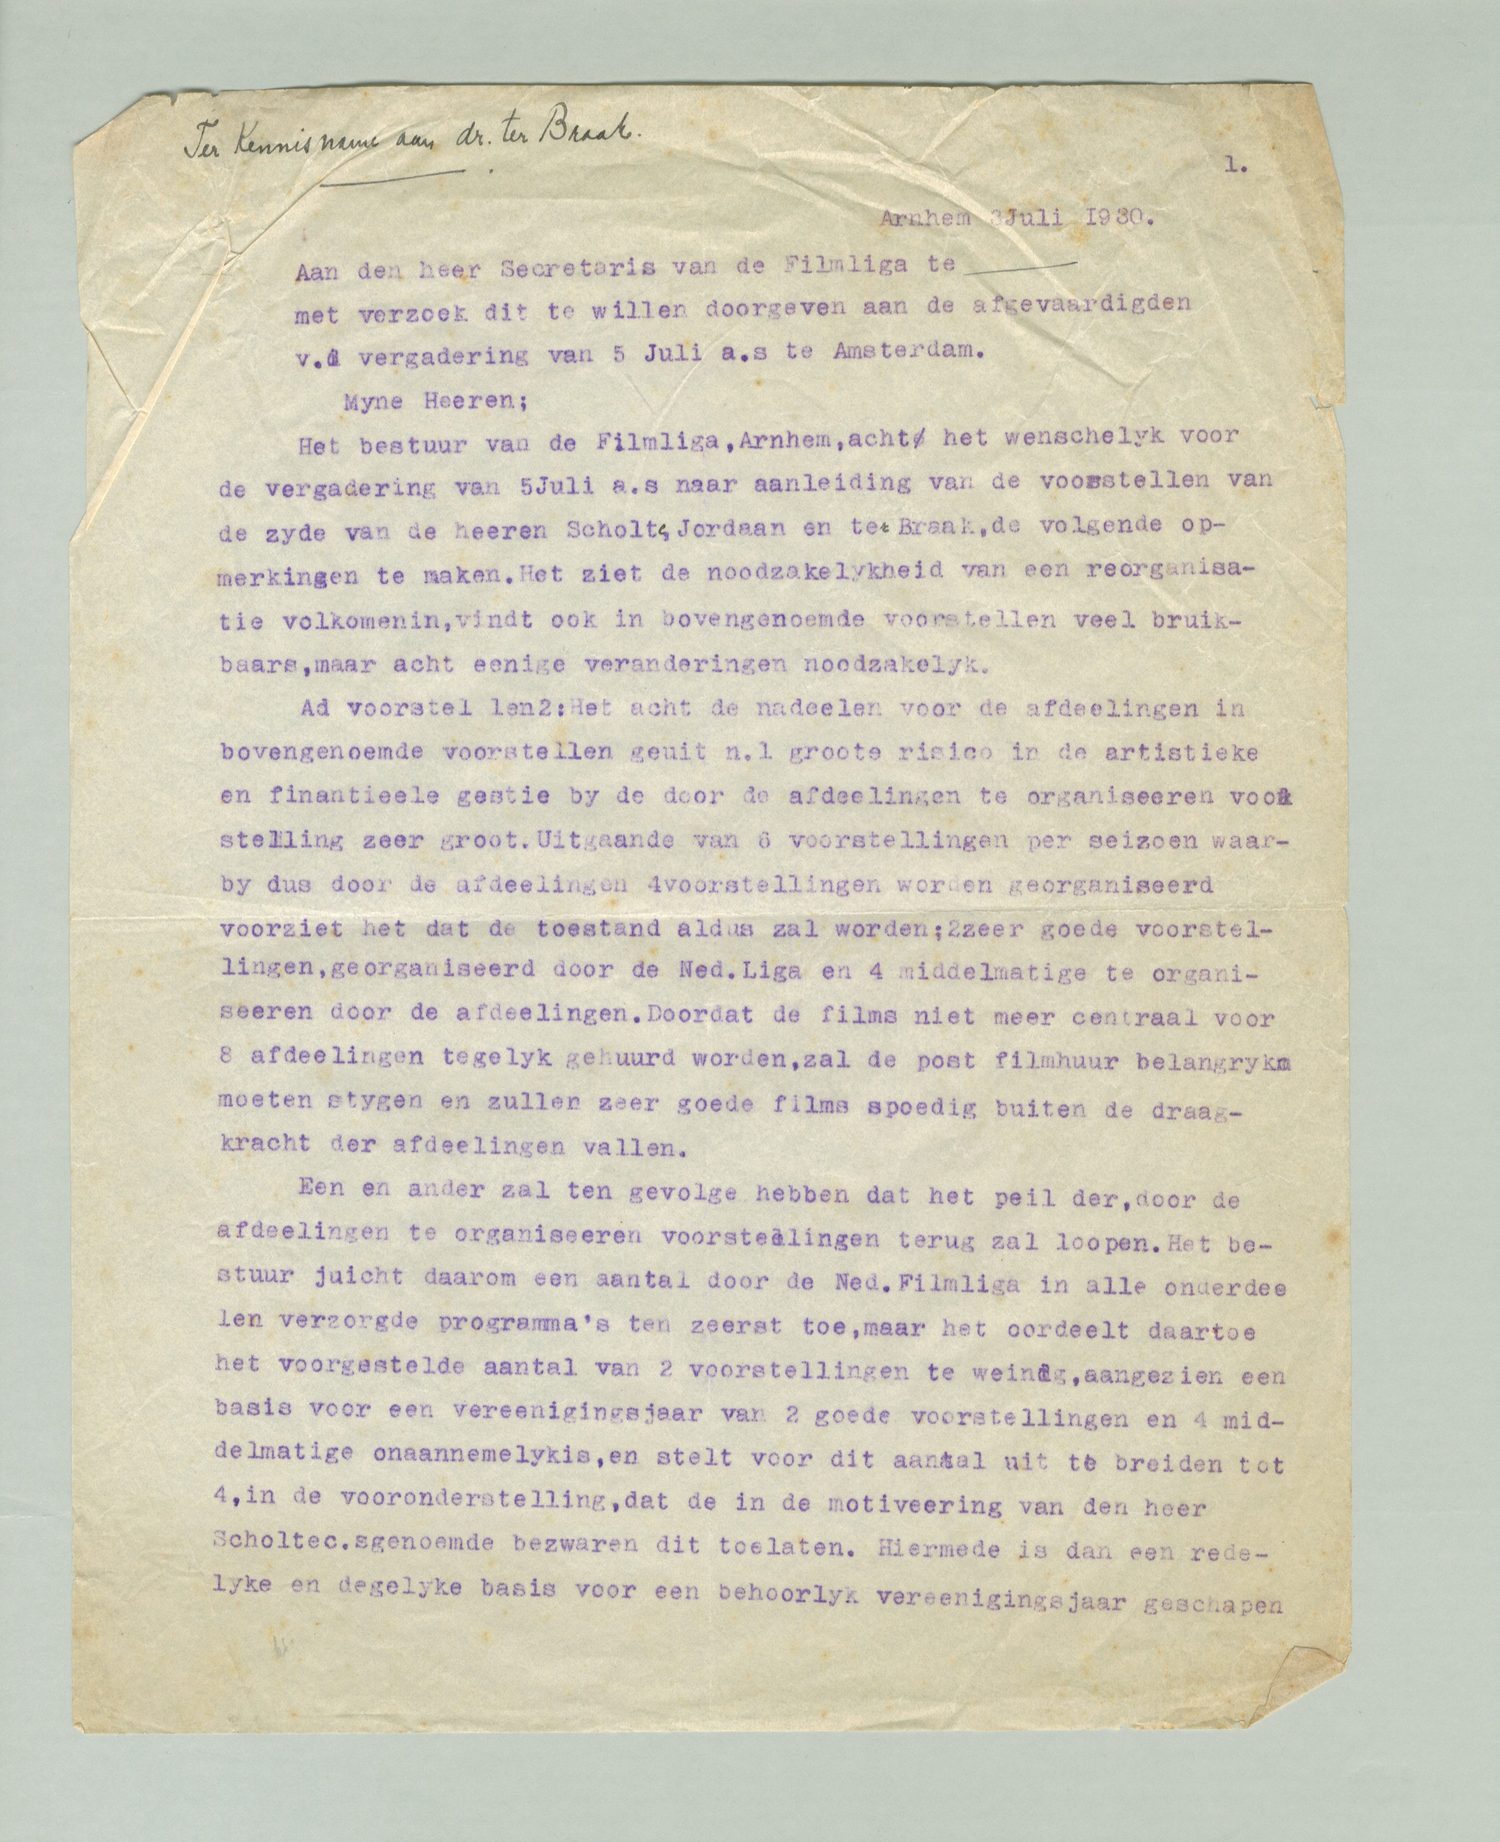 Ter Kennisname aan dr. ter Braak.
1.
Arnhem 3Juli I930.
Aan den heer Secretaris van de Filmliga te
met verzoek dit te willen doorgeven aan de afgevaardigden
v.d vergadering van 5 Juli a.s te Amsterdam.
Myne Heeren;
Het bestuur van de Filmliga,Arnhem,acht het wenschelyk voor
de vergadering van 5Juli a.s naar aanleiding van de voorstellen van
de zyde van de heeren Scholte, Jordaan en ter Braak,de volgende op-
merkingen te maken.Het ziet de noodzakelykheid van een reorganisa-
tie volkomenin,vindt ook in bovengenoemde voorstellen veel bruik-
baars,maar acht eenige veranderingen noodzakelyk.
Ad voorstel len2:Het acht de nadeelen voor de afdeelingen in
bovengenoemde voorstellen geuit n.l groote risico in de artistieke
en finantieele gestie by de door de afdeelingen te organiseeren voor
stelling zeer groot.Uitgaande van 6 voorstellingen per seizoen waar-
by dus door de afdeelingen 4voorstellingen worden georganiseerd
voorziet het dat de toestand aldus zal worden;2zeer goede voorstel-
lingen,georganiseerd door de Ned.Liga en 4 middelmatige te organi-
seeren door de afdeelingen.Doordat de films niet meer centraal voor
8 afdeelingen tegelyk gehuurd worden,zal de post filmhuur belangryk
moeten stygen en zullen zeer goede films spoedig buiten de draag-
kracht der afdeelingen vallen.
Een en ander zal ten gevolge hebben dat het peil der,door de
afdeelingen te organiseeren voorstellingen terug zal loopen.Het be-
stuur juicht daarom een aantal door de Ned.Filmliga in alle onderdee
len verzorgde programma's ten zeerst toe,maar het oordeelt daartoe
het voorgestelde aantal van 2 voorstellingen te weinig,aangezien een
basis voor een vereenigingsjaar van 2 goede voorstellingen en 4 mid-
delmatige onaannemelykis,en stelt voor dit aantal uit te breiden tot
4,in de vooronderstelling,dat de in de motiveering van den heer
Scholtec.sgenoemde bezwaren dit toelaten. Hiermede is dan een rede-
lyke en degelyke basis voor een behoorlyk vereenigingsjaar geschapen